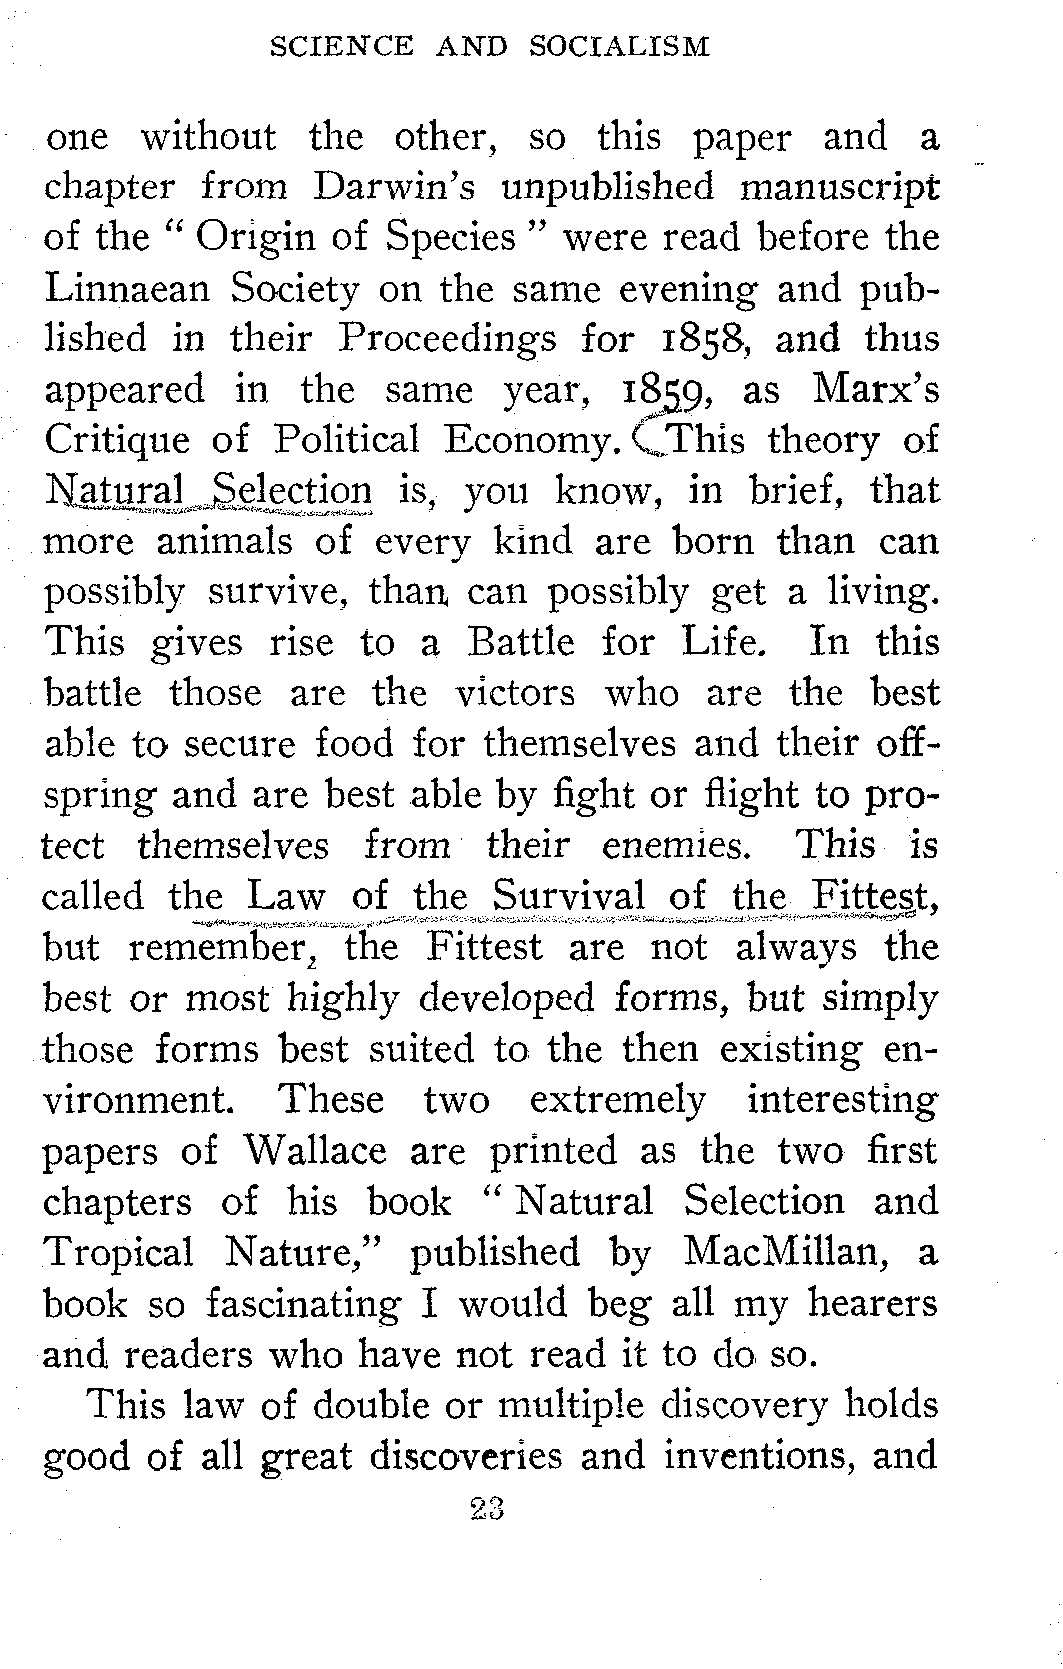 SCIENCE AND SOCIALISM
one without the other, so this paper and a
chapter from Darwin's unpublished manuscript
of the " Origin of Species " were read before the
Linnaean Society on the same evening and pub-
lished in their Proceedings for 1858, and thus
appeared in the same year, 1859, as Marx's
Critique of Political Economy. This theory of
Natural Selection is, you know, in brief, that
more animals of every kind are born than can
possibly survive, than can possibly get a living.
This gives rise to a Battle for Life. In this
battle those are the victors who are the best
able to secure food for themselves and their off-
spring and are best able by fight or flight to pro-
tect themselves from their enemies. This is
called the Law of the Survival of the Fittest,
but remember, the Fittest are not always the
best or most highly developed forms, but simply
those forms best suited to the then existing en-
vironment. These two extremely interesting
papers of Wallace are printed as the two first
chapters of his book " Natural Selection and
Tropical Nature," published by MacMillan, a
book so fascinating I would beg all my hearers
and readers who have not read it to do so.
This law of double or multiple discovery holds
good of all great discoveries and inventions, and
23